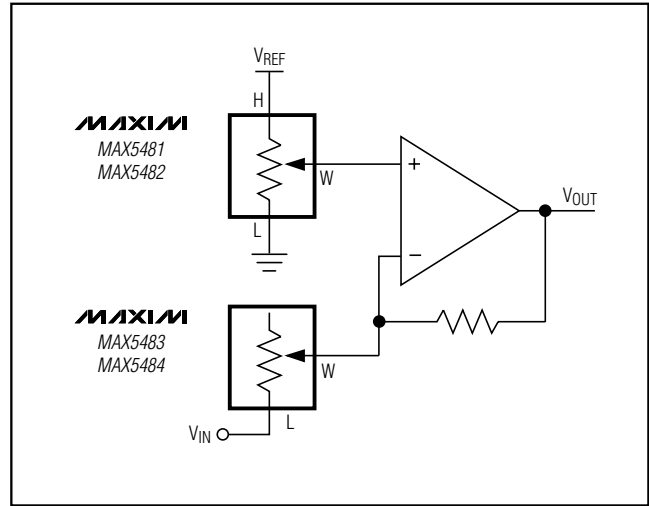 VREF
H
MAXIM
MAX5481
MAX5482
W
L
+
−
VOUT
MAXIM
MAX5483
MAX5484
W
L
VIN